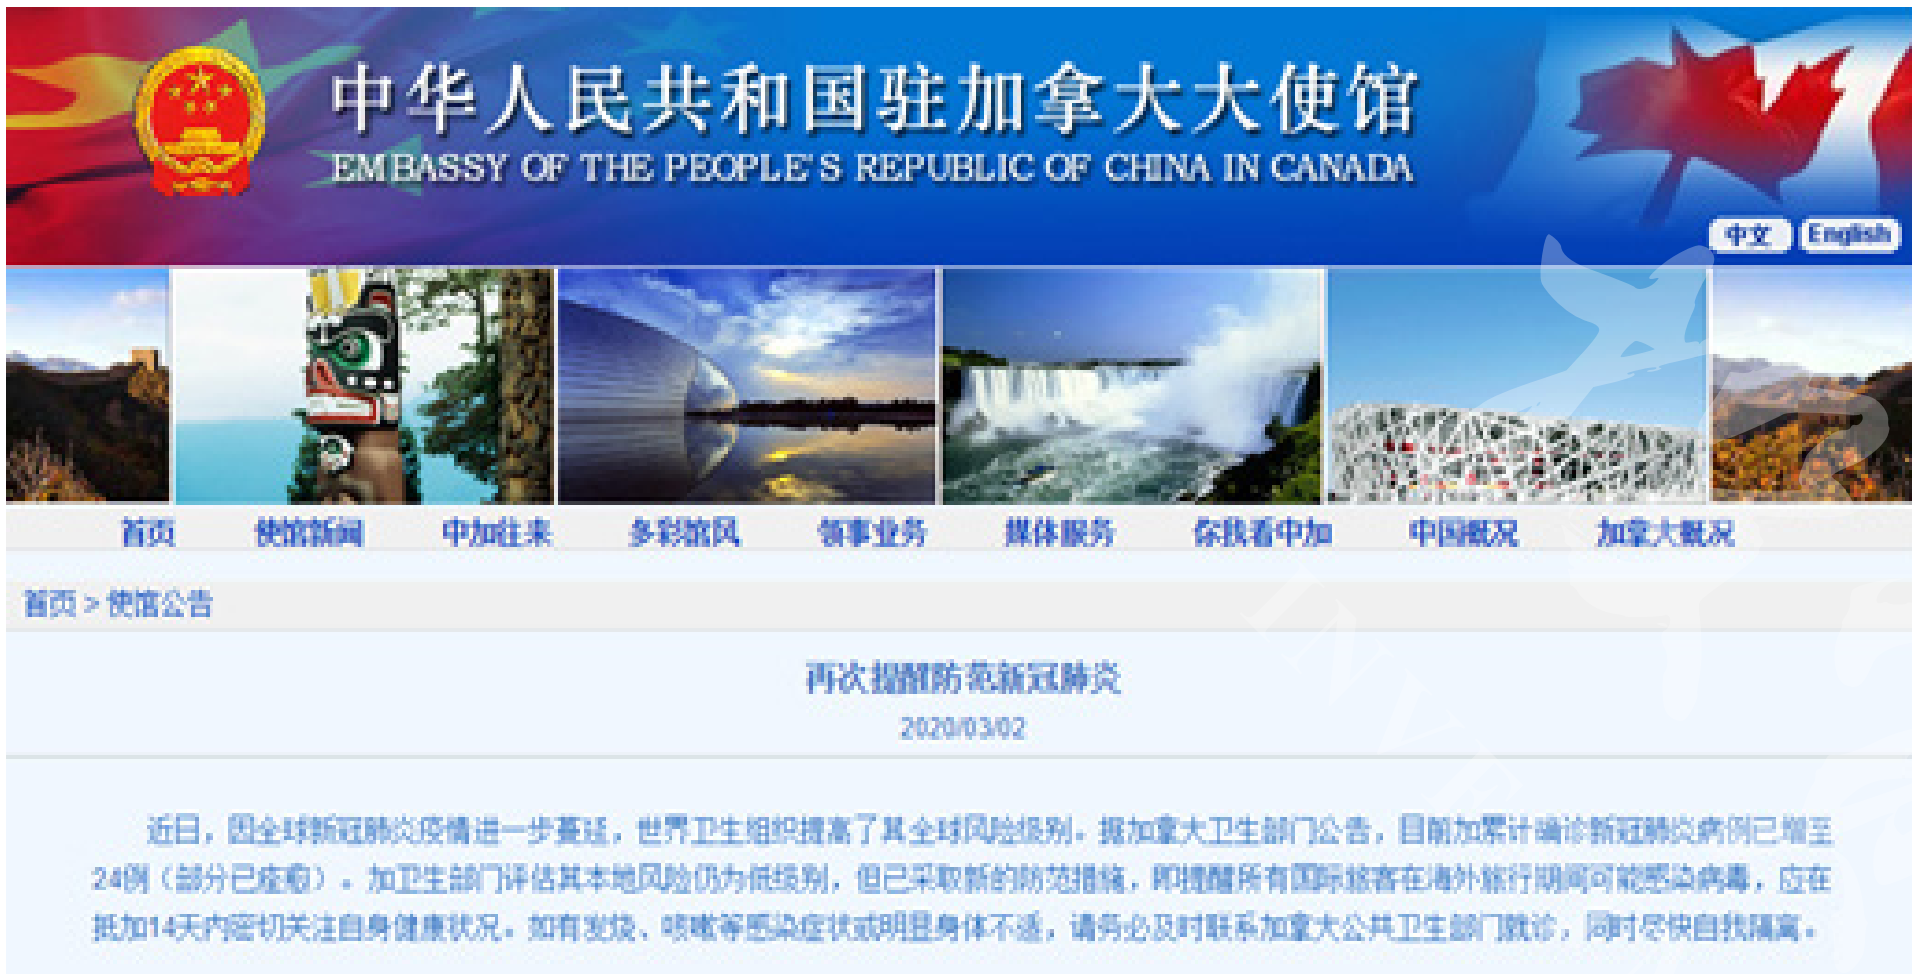 中华人民共和国驻加拿大大使馆
EMBASSY OF THE PEOPLE'S REPUBLIC OF CHINA IN CANADA
中文 English
首页 使馆新闻 中加往来 多彩馆风 领事业务 媒体服务 你我看中加 中国概况 加拿大概况
首页 > 使馆公告
再次提醒防范新冠肺炎
2020/03/02
近日，因全球新冠肺炎疫情进一步蔓延，世界卫生组织提高了其全球风险级别。据加拿大卫生部门公告，目前加累计确诊新冠肺炎病例已增至
24例（部分已痊愈）。加卫生部门评估其本地风险仍为低级别，但已采取新的防范措施，即提醒所有国际旅客在海外旅行期间可能感染病毒，应在
抵加14天内密切关注自身健康状况。如有发烧、咳嗽等感染症状或明显身体不适，请务必及时联系加拿大公共卫生部门就诊，同时尽快自我隔离。